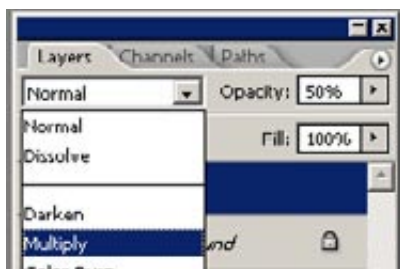 Layers Channels Paths
Normal Opacity: 50%
Normal Fill: 100%
Dissolve
Darken
Multiply